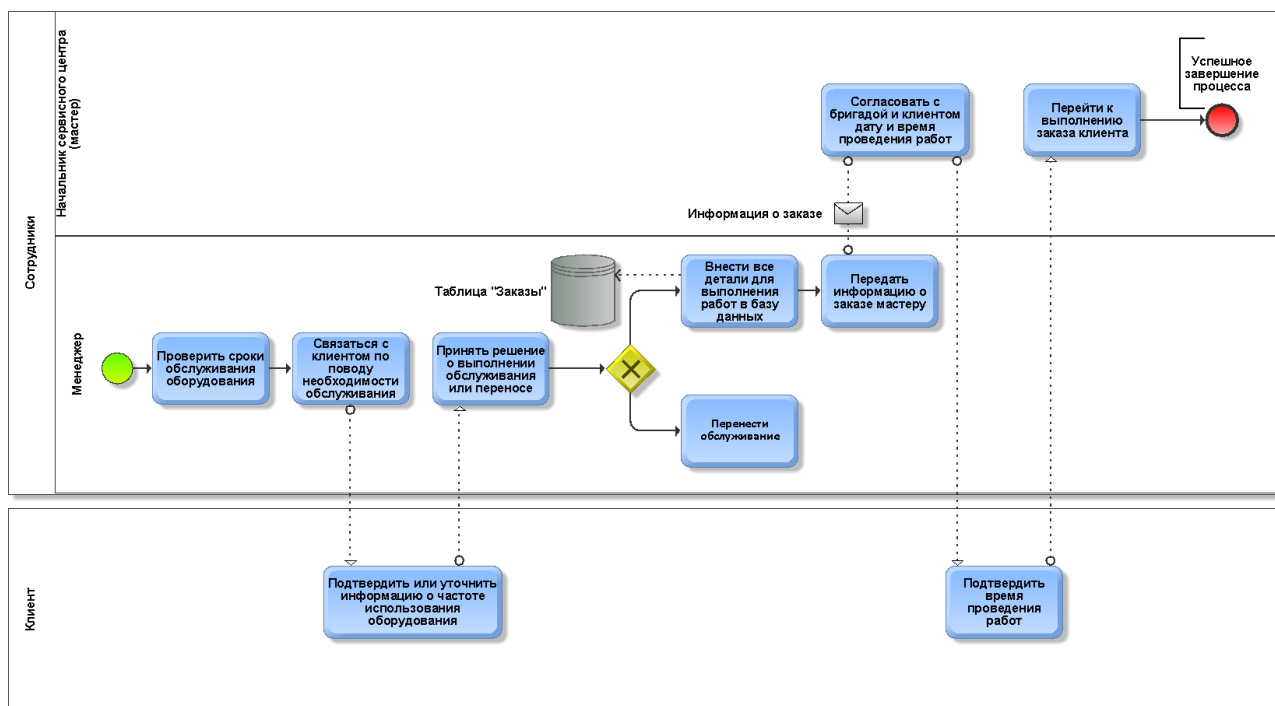 Сотрудники
Начальник сервисного центра
(мастер)
Согласовать с
бригадой и клиентом
дату и время
проведения работ
Перейти к
выполнению
заказа клиента
Успешное
завершение
процесса
Информация о заказе
Менеджер
Проверить сроки
обслуживания
оборудования
Связаться с
клиентом по
поводу
необходимости
обслуживания
Принять решение
о выполнении
обслуживания
или переносе
Таблица "Заказы"
Внести все
детали для
выполнения
работ в базу
данных
Передать
информацию о
заказе мастеру
Перенести
обслуживание
Клиент
Подтвердить или уточнить
информацию о частоте
использования
оборудования
Подтвердить
время
проведения
работ